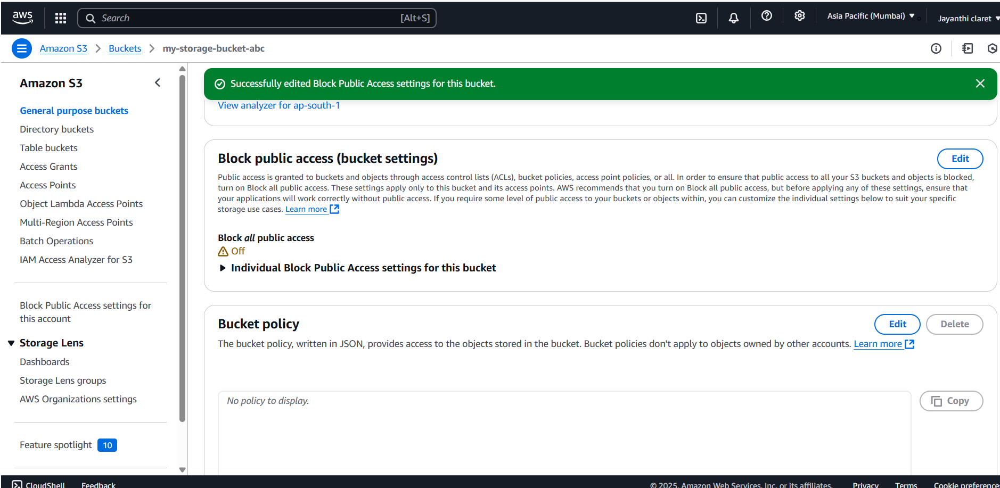 aws
Search [Alt+S]
Asia Pacific (Mumbai)
Jayanthi claret
Amazon S3 > Buckets > my-storage-bucket-abc
Amazon S3
General purpose buckets
Directory buckets
Table buckets
Access Grants
Access Points
Object Lambda Access Points
Multi-Region Access Points
Batch Operations
IAM Access Analyzer for S3
Block Public Access settings for
this account
Storage Lens
Dashboards
Storage Lens groups
AWS Organizations settings
Feature spotlight 10
Successfully edited Block Public Access settings for this bucket.
View analyzer for ap-south-1
Block public access (bucket settings)
Edit
Public access is granted to buckets and objects through access control lists (ACLs), bucket policies, access point policies, or all. In order to ensure that public access to all your S3 buckets and objects is blocked,
turn on Block all public access. These settings apply only to this bucket and its access points. AWS recommends that you turn on Block all public access, but before applying any of these settings, ensure that
your applications will work correctly without public access. If you require some level of public access to your buckets or objects within, you can customize the individual settings below to suit your specific
storage use cases. Learn more
Block all public access
Off
Individual Block Public Access settings for this bucket
Bucket policy
Edit Delete
The bucket policy, written in JSON, provides access to the objects stored in the bucket. Bucket policies don't apply to objects owned by other accounts. Learn more
No policy to display.
Copy
CloudShell Feedback
© 2025, Amazon Web Services, Inc. or its affiliates. Privacy Terms Cookie preferences